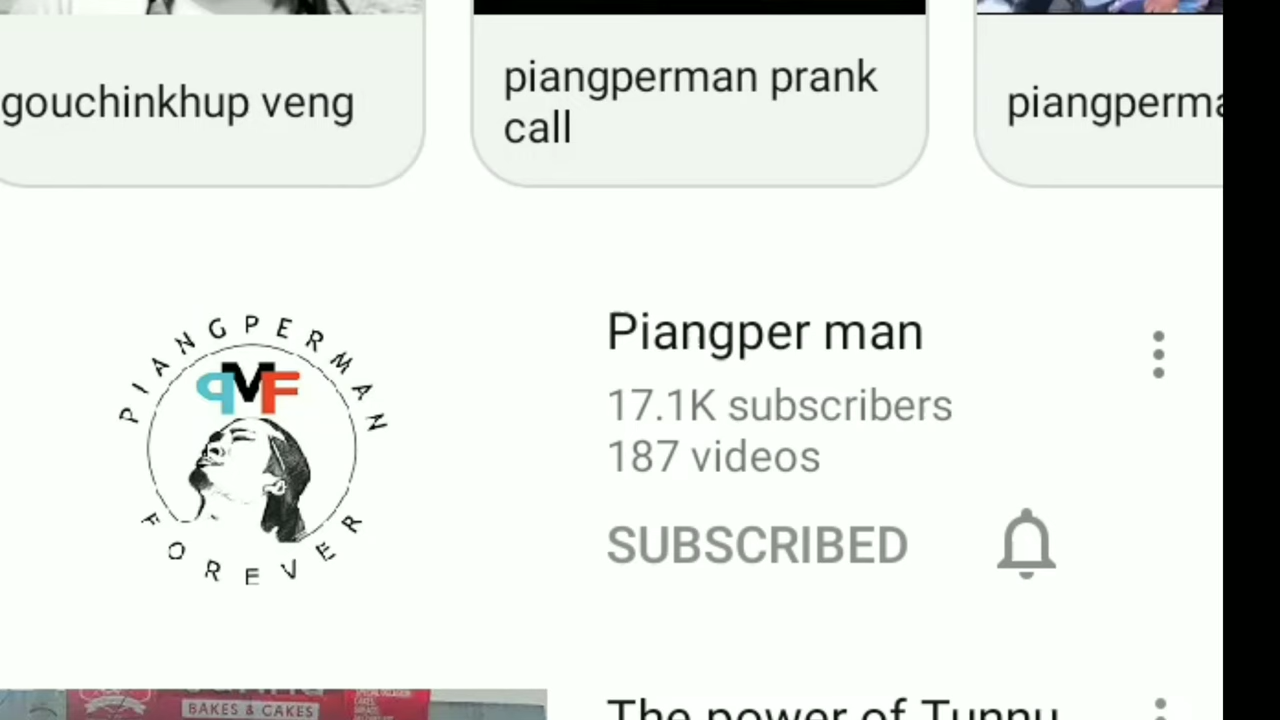 gouchinkhup veng
piangperman prank
call
piangperma
PIANGPERMAN
PMF
FOREVER
Piangper man
17.1K subscribers
187 videos
SUBSCRIBED
BAKES & CAKES
The power of Tunnu